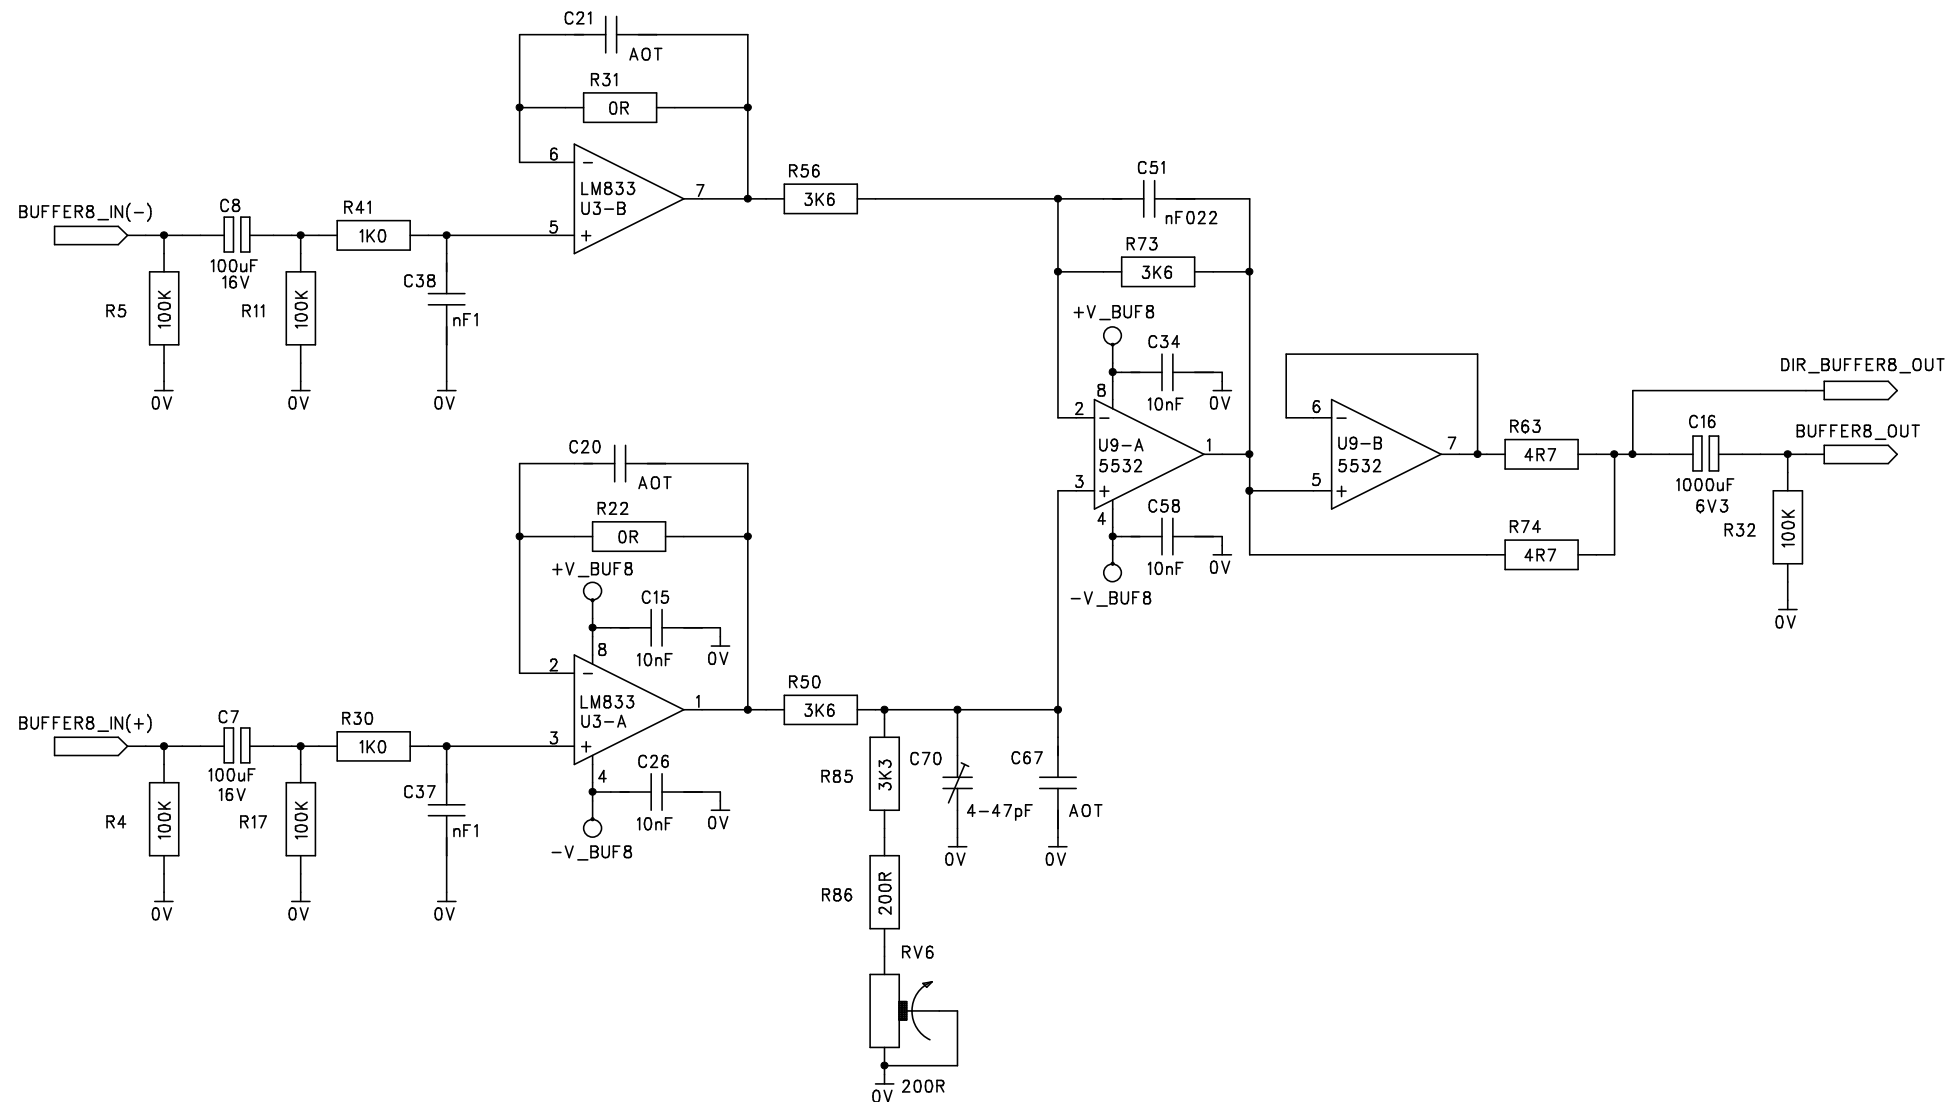 C21
AOT
R31
0R
6
-
LM833
U3-B
7
5
+
BUFFER8_IN(-)
C8
100uF
16V
R41
1K0
R5
100K
0V
R11
100K
0V
C38
nF1
0V
R56
3K6
C51
nF022
R73
3K6
+V_BUF8
C34
10nF
0V
8
2
-
U9-A
5532
1
3
+
4
C58
10nF
0V
-V_BUF8
6
-
U9-B
5532
7
5
+
R63
4R7
R74
4R7
DIR_BUFFER8_OUT
C16
1000uF
6V3
BUFFER8_OUT
R32
100K
0V
C20
AOT
R22
0R
+V_BUF8
C15
10nF
0V
8
2
-
LM833
U3-A
1
3
+
4
C26
10nF
0V
-V_BUF8
BUFFER8_IN(+)
C7
100uF
16V
R30
1K0
R4
100K
0V
R17
100K
0V
C37
nF1
0V
R50
3K6
R85
3K3
C70
4-47pF
0V
C67
AOT
0V
R86
200R
RV6
200R
0V